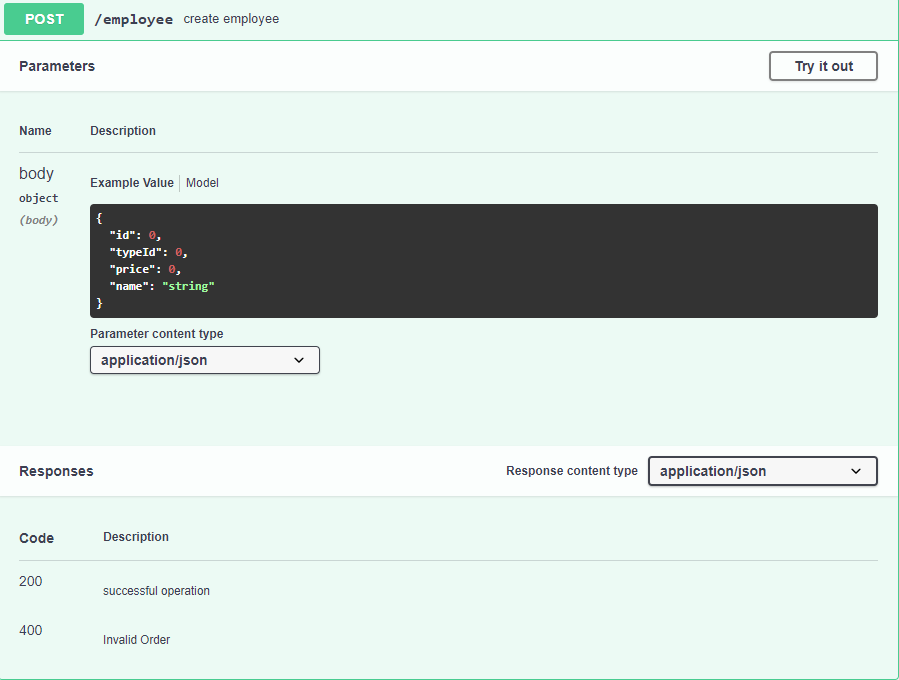 POST /employee create employee
Parameters Try it out
Name Description
body
object
(body)
Example Value Model
{
"id": 0,
"typeId": 0,
"price": 0,
"name": "string"
}
Parameter content type
application/json
Responses Response content type application/json
Code Description
200 successful operation
400 Invalid Order